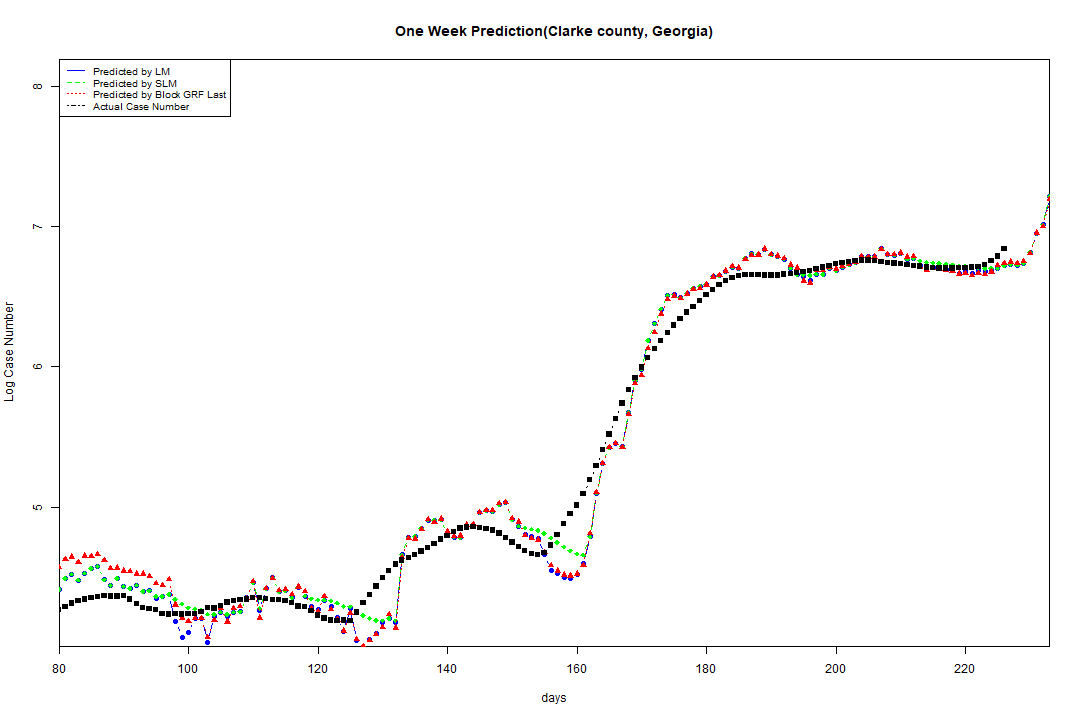 One Week Prediction(Clarke county, Georgia)
Predicted by LM
Predicted by SLM
Predicted by Block GRF Last
Actual Case Number
8
7
6
5
Log Case Number
80 100 120 140 160 180 200 220
days